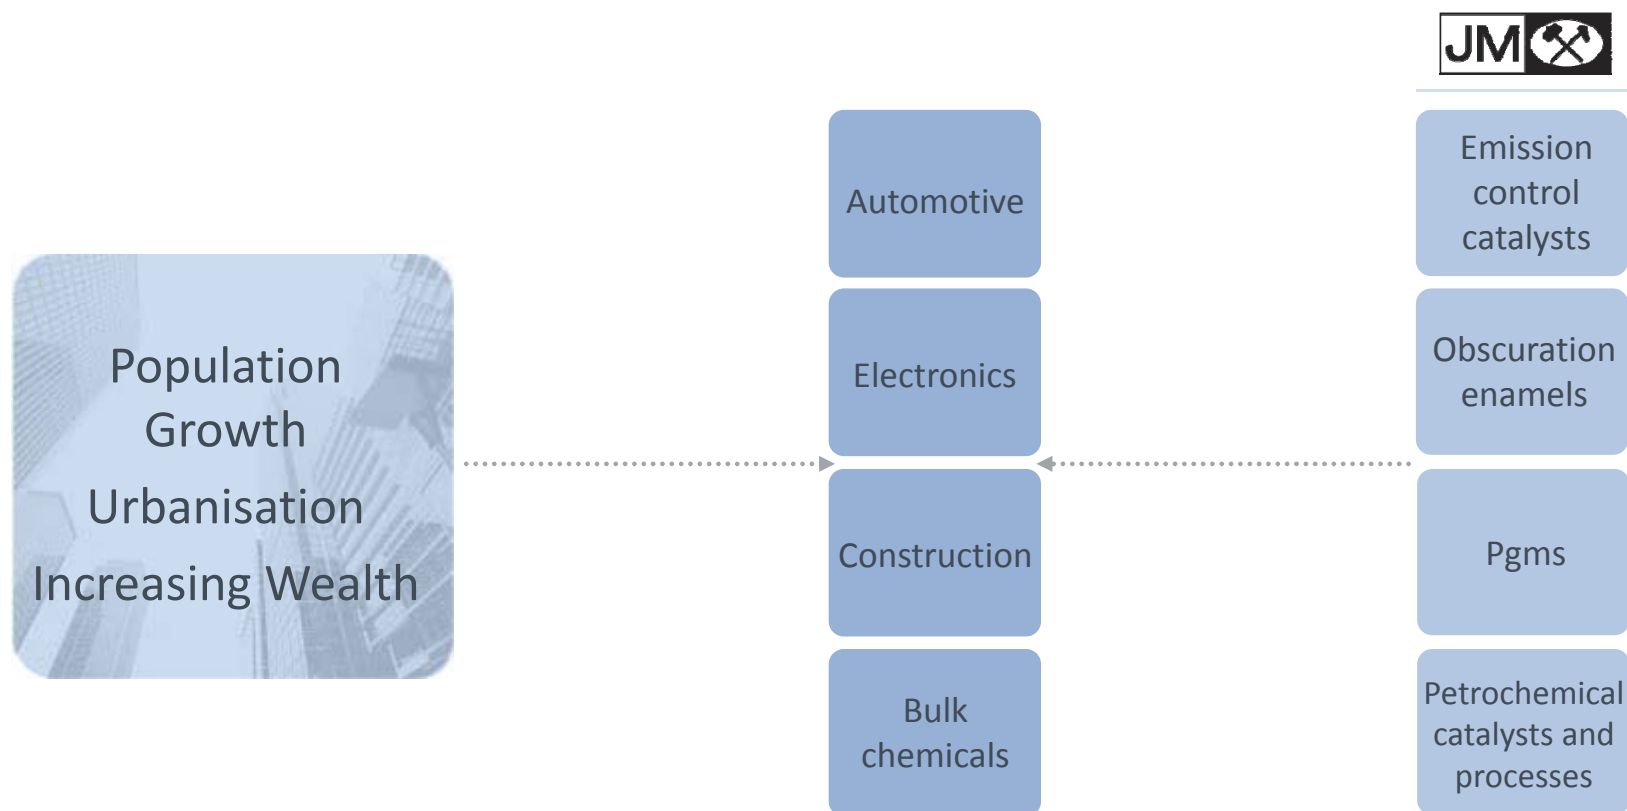 JM
Population
Growth
Urbanisation
Increasing Wealth
Automotive
Electronics
Construction
Bulk
chemicals
Emission
control
catalysts
Obscuration
enamels
Pgms
Petrochemical
catalysts and
processes